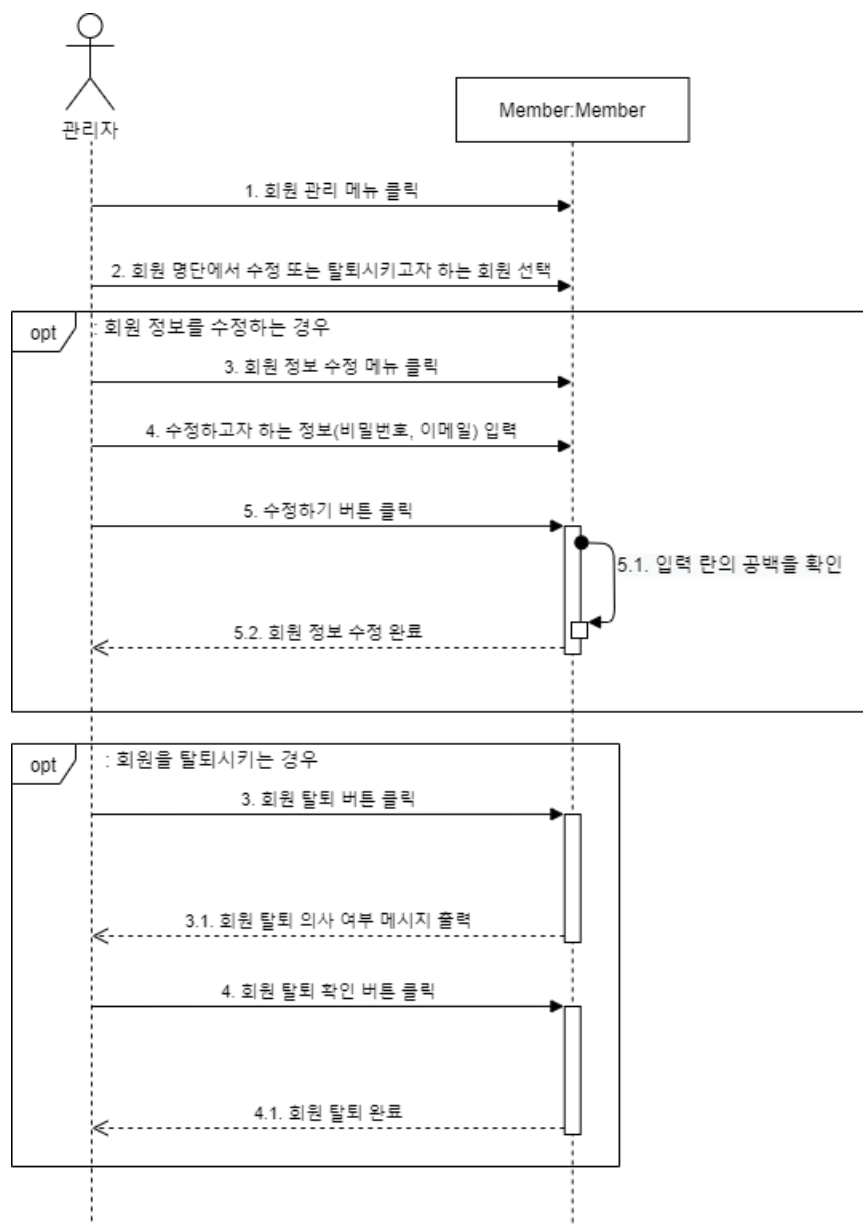 관리자
Member:Member
1. 회원 관리 메뉴 클릭
2. 회원 명단에서 수정 또는 탈퇴시키고자 하는 회원 선택
opt
: 회원 정보를 수정하는 경우
3. 회원 정보 수정 메뉴 클릭
4. 수정하고자 하는 정보(비밀번호, 이메일) 입력
5. 수정하기 버튼 클릭
5.1. 입력 란의 공백을 확인
5.2. 회원 정보 수정 완료
opt
: 회원을 탈퇴시키는 경우
3. 회원 탈퇴 버튼 클릭
3.1. 회원 탈퇴 의사 여부 메시지 출력
4. 회원 탈퇴 확인 버튼 클릭
4.1. 회원 탈퇴 완료